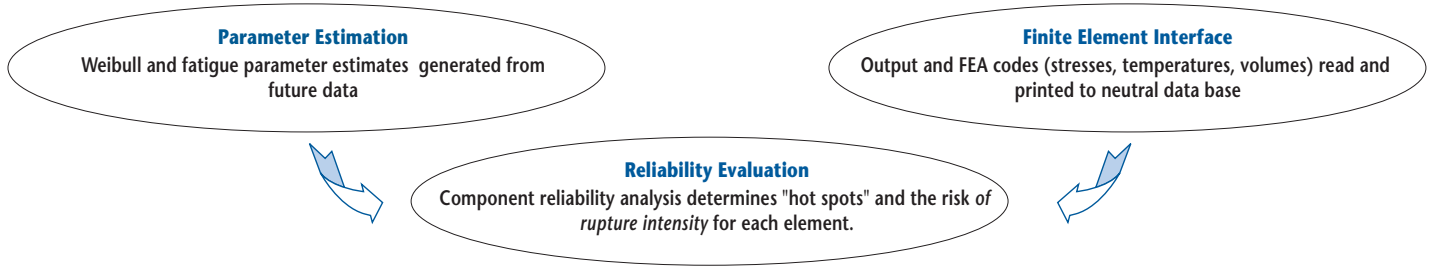 Parameter Estimation
Weibull and fatigue parameter estimates generated from
future data
Finite Element Interface
Output and FEA codes (stresses, temperatures, volumes) read and
printed to neutral data base
Reliability Evaluation
Component reliability analysis determines "hot spots" and the risk of
rupture intensity for each element.